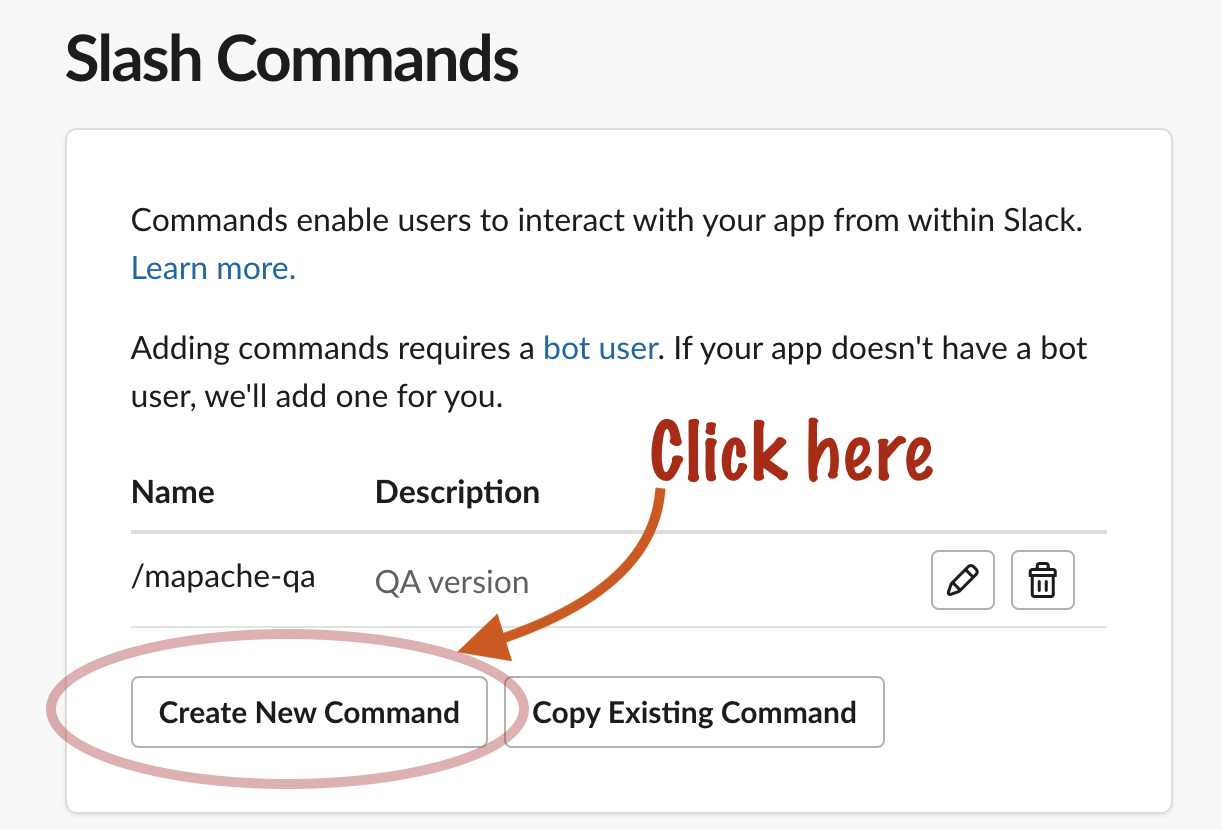 Slash Commands
Commands enable users to interact with your app from within Slack.
Learn more.
Adding commands requires a bot user. If your app doesn't have a bot
user, we'll add one for you.
Click here
Name Description
/mapache-qa QA version
Create New Command Copy Existing Command